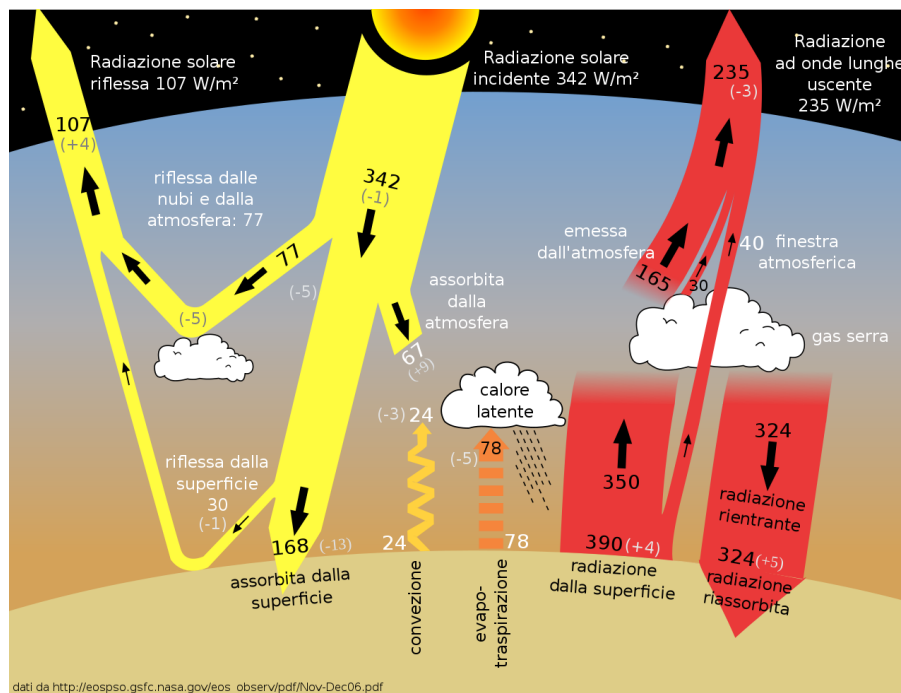 Radiazione solare
riflessa 107 W/m²
Radiazione solare
incidente 342 W/m²
Radiazione
ad onde lunghe
uscente
235 W/m²
235
(-3)
107
(+4)
riflessa dalle
nubi e dalla
atmosfera: 77
342
(-1)
77
(-5)
(-5)
emessa
dall'atmosfera
165
30
40
finestra
atmosferica
assorbita
dalla
atmosfera
67
(+9)
gas serra
calore
latente
(-3) 24
(-5) 78
riflessa dalla
superficie
30
(-1)
350
324
radiazione
rientrante
168 (-13)
assorbita dalla
superficie
24
convezione
78
evapo-
traspirazione
390 (+4)
radiazione
dalla superficie
324 (+5)
radiazione
riassorbita
dati da http://eospso.gsfc.nasa.gov/eos_observ/pdf/Nov-Dec06.pdf